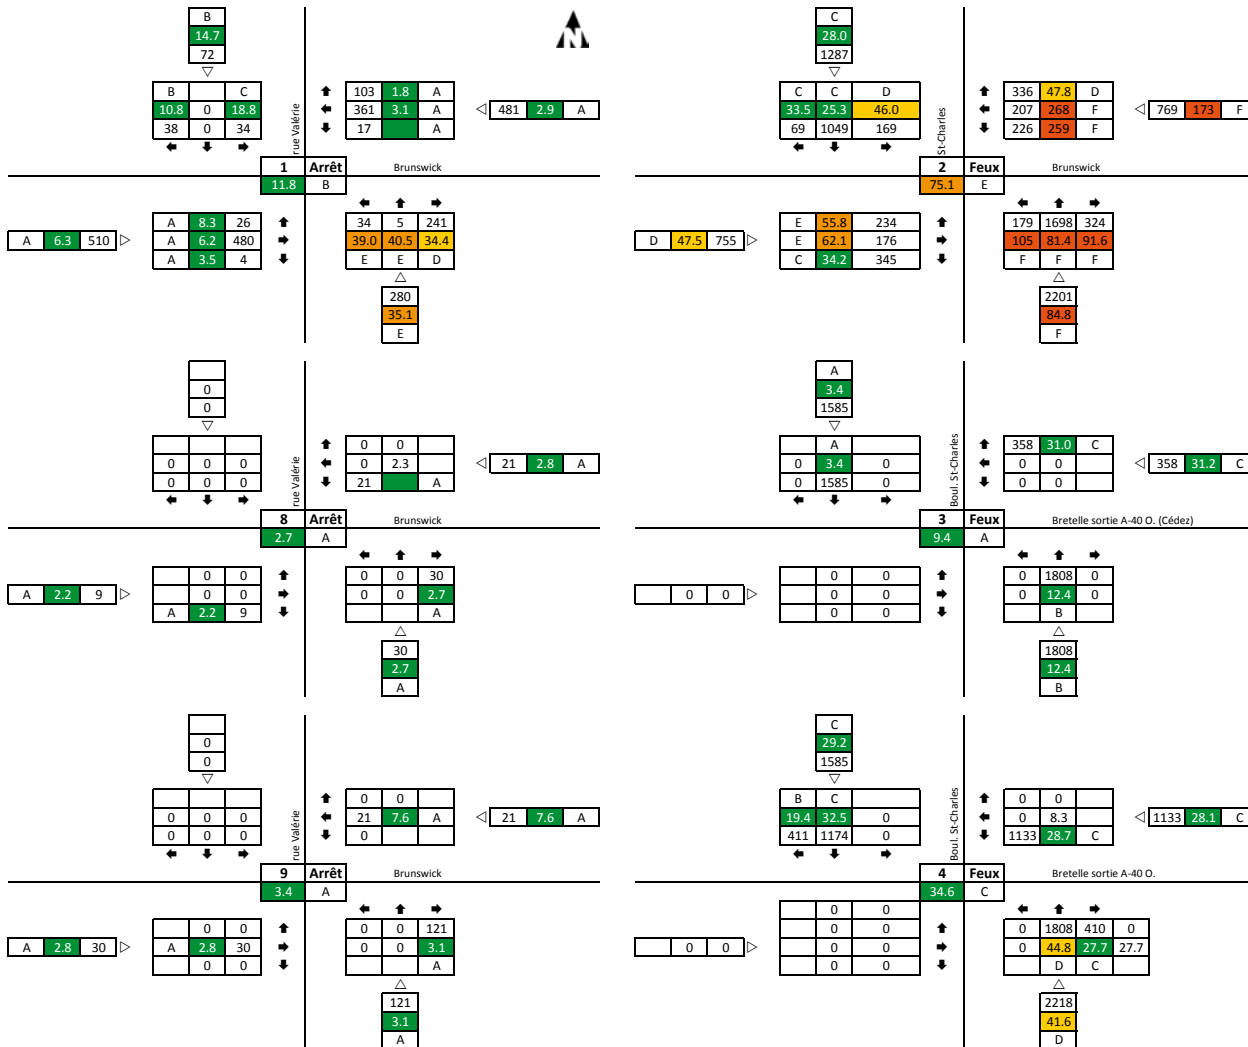 B
14.7
72
B C
10.8 0 18.8
38 0 34
rue Valérie
103 1.8 A
361 3.1 A
17 A
481 2.9 A
1 Arrêt
11.8 B
Brunswick
A 6.3 510
A 8.3 26
A 6.2 480
A 3.5 4
34 5 241
39.0 40.5 34.4
E E D
280
35.1
E
N
C
28.0
1287
C C D
33.5 25.3 46.0
69 1049 169
St-Charles
336 47.8 D
207 268 F
226 259 F
769 173 F
2 Feux
75.1 E
Brunswick
D 47.5 755
E 55.8 234
E 62.1 176
C 34.2 345
179 1698 324
105 81.4 91.6
F F F
2201
84.8
F
0
0
0 0 0
0 0 0
rue Valérie
0 0
0 2.3
21 A
21 2.8 A
8 Arrêt
2.7 A
Brunswick
A 2.2 9
0 0
0 0
A 2.2 9
0 0 30
0 0 2.7
A
30
2.7
A
A
3.4
1585
A
0 3.4 0
0 1585 0
Boul. St-Charles
358 31.0 C
0 0
0 0
358 31.2 C
3 Feux
9.4 A
Bretelle sortie A-40 O. (Cédez)
0 0
0 0
0 0
0 0
0 1808 0
0 12.4 0
B
1808
12.4
B
0
0
0 0 0
0 0 0
rue Valérie
0 0
21 7.6 A
0
21 7.6 A
9 Arrêt
3.4 A
Brunswick
A 2.8 30
0 0
A 2.8 30
0 0
0 0 121
0 0 3.1
A
121
3.1
A
C
29.2
1585
B C
19.4 32.5 0
411 1174 0
Boul. St-Charles
0 0
0 8.3
1133 28.7 C
1133 28.1 C
4 Feux
34.6 C
Bretelle sortie A-40 O.
0 0
0 0
0 0
0 0
0 0
0 1808 410 0
0 44.8 27.7 27.7
D C
2218
41.6
D